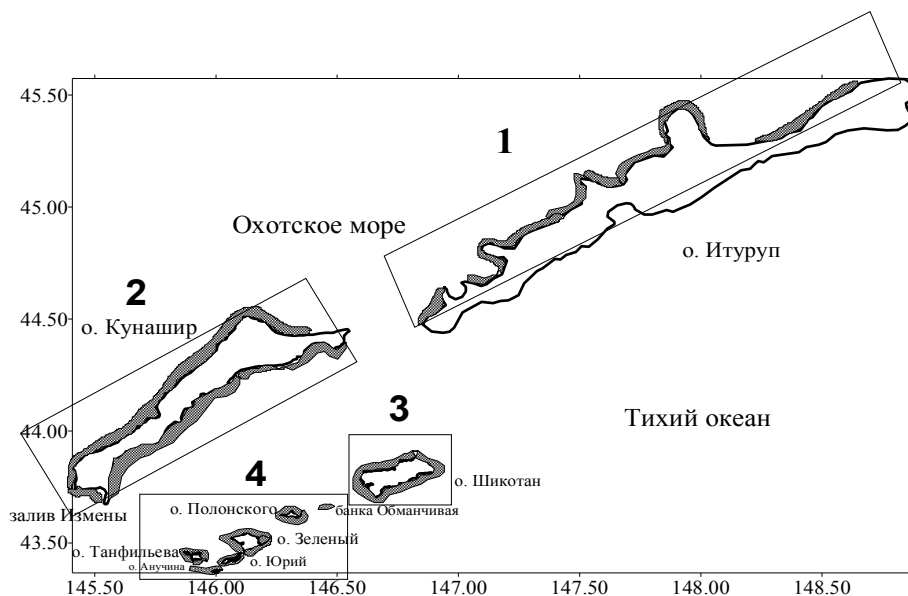 45.50
1
45.00
Охотское море
о. Итуруп
2
о. Кунашир
44.50
3
Тихий океан
44.00
4
о. Шикотан
о. Полонского
банка Обманчивая
залив Измены
о. Зеленый
43.50
о. Танфильева
о. Юрий
о. Анучина
145.50 146.00 146.50 147.00 147.50 148.00 148.50